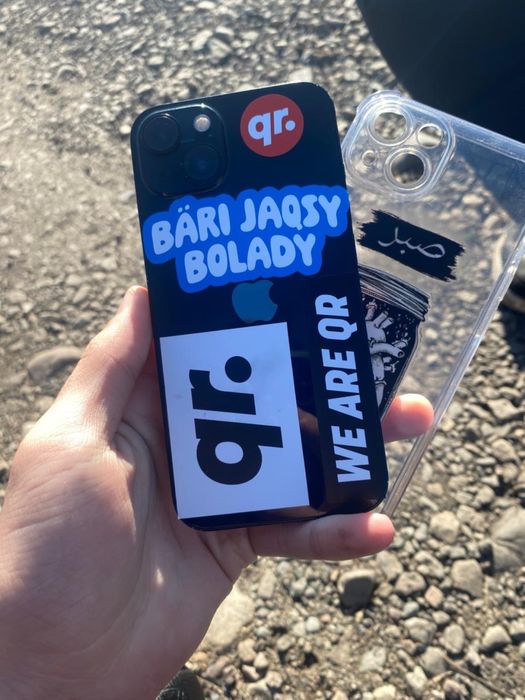 qr.
BÄRI JAQSY
BOLADY
qr.
WE ARE QR
صبر